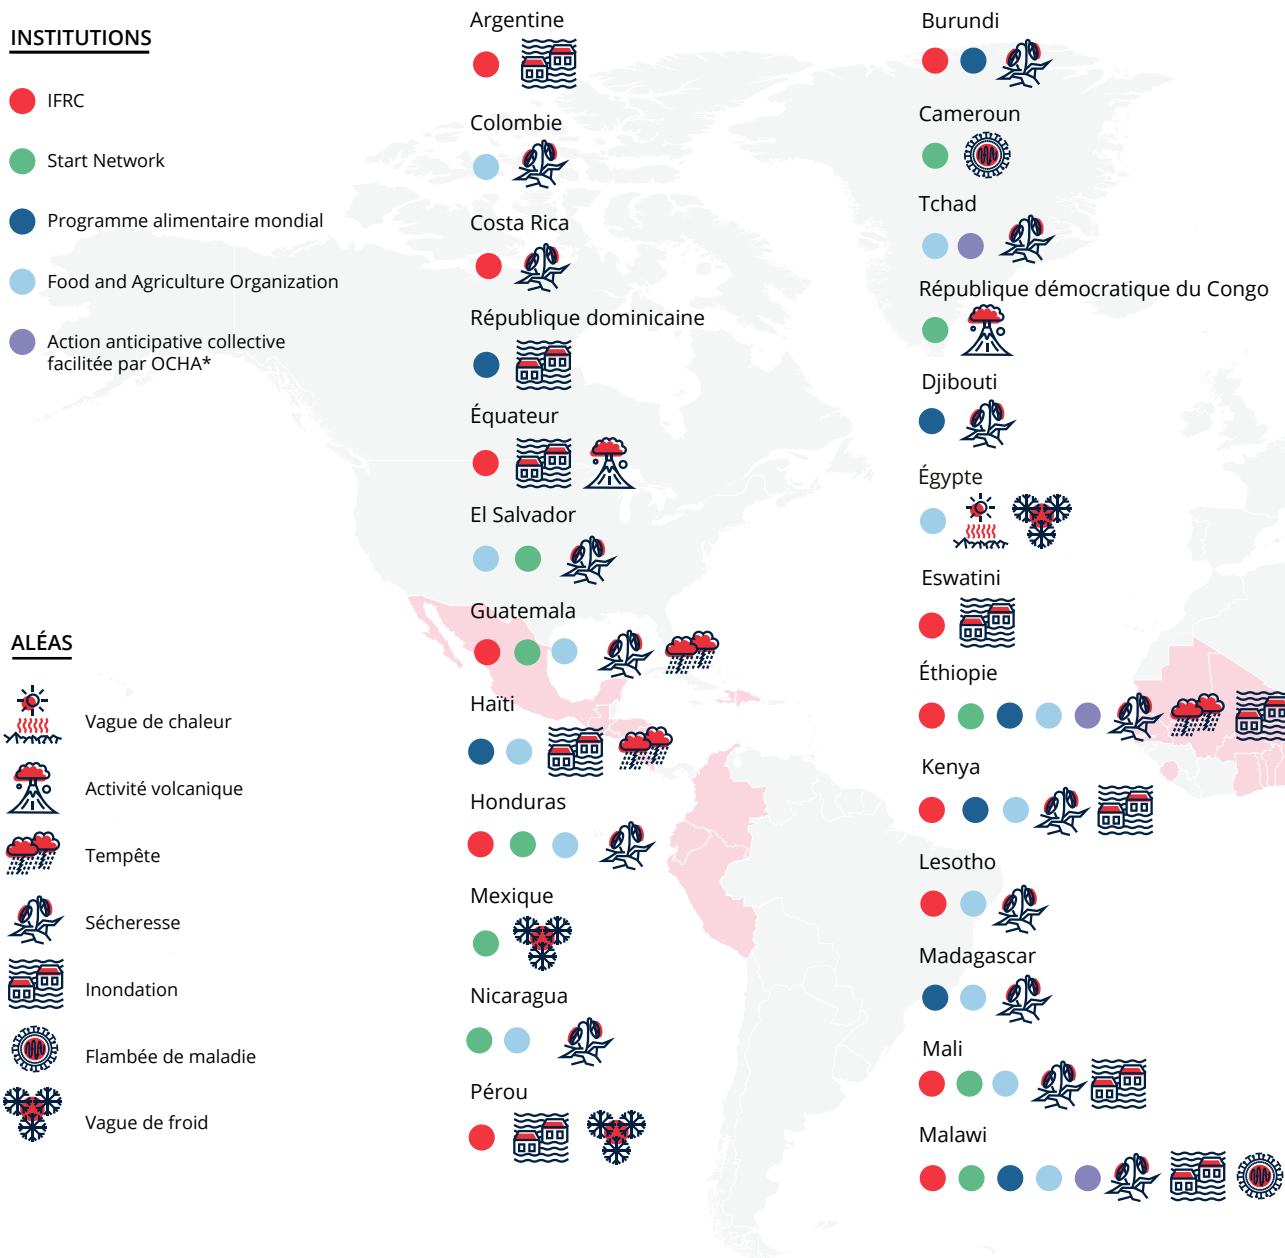 INSTITUTIONS
IFRC
Start Network
Programme alimentaire mondial
Food and Agriculture Organization
Action anticipative collective
facilitée par OCHA*
ALÉAS
Vague de chaleur
Activité volcanique
Tempête
Sécheresse
Inondation
Flambée de maladie
Vague de froid
Argentine
Colombie
Costa Rica
République dominicaine
Équateur
El Salvador
Guatemala
Haïti
Honduras
Mexique
Nicaragua
Pérou
Burundi
Cameroun
Tchad
République démocratique du Congo
Djibouti
Égypte
Eswatini
Éthiopie
Kenya
Lesotho
Madagascar
Mali
Malawi